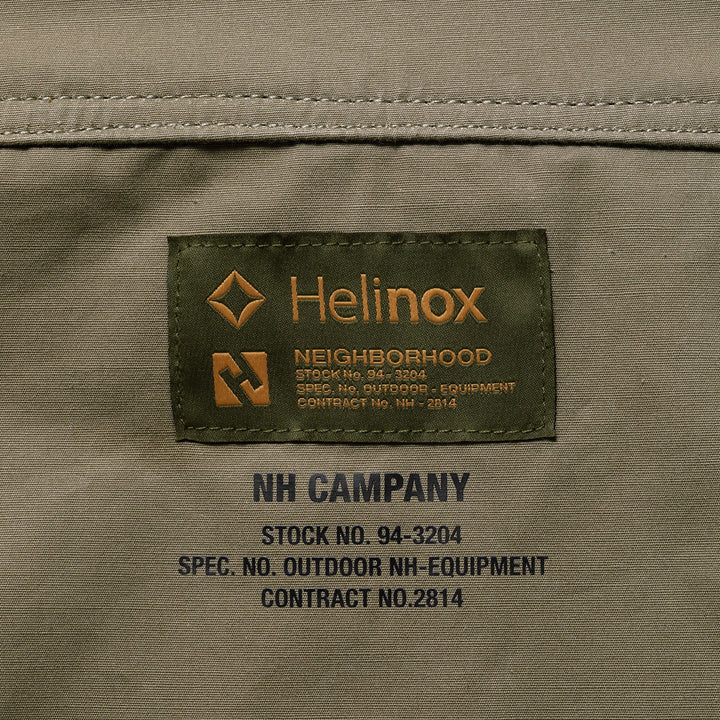 Helinox
NEIGHBORHOOD
STOCK No. 94-3204
SPEC. No. OUTDOOR - EQUIPMENT
CONTRACT No. NH - 2814
NH CAMPANY
STOCK NO. 94-3204
SPEC. NO. OUTDOOR NH-EQUIPMENT
CONTRACT NO.2814